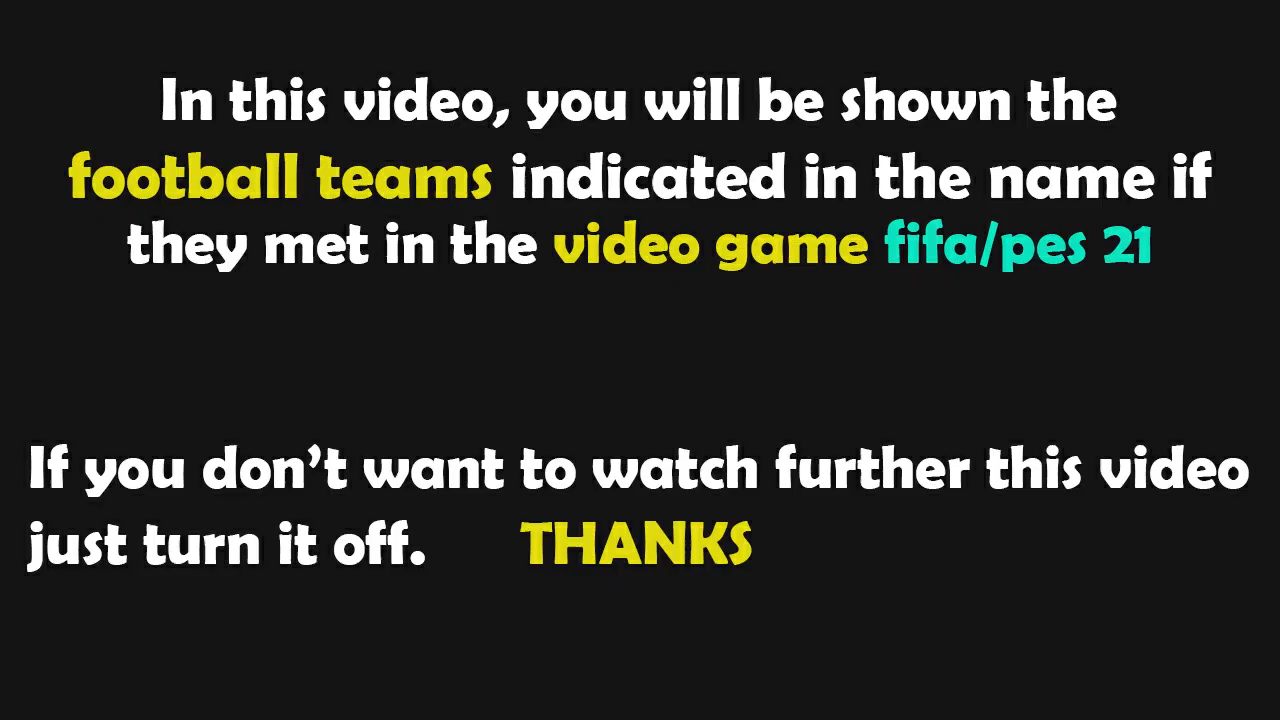 In this video, you will be shown the
football teams indicated in the name if
they met in the video game fifa/pes 21
If you don’t want to watch further this video
just turn it off. THANKS